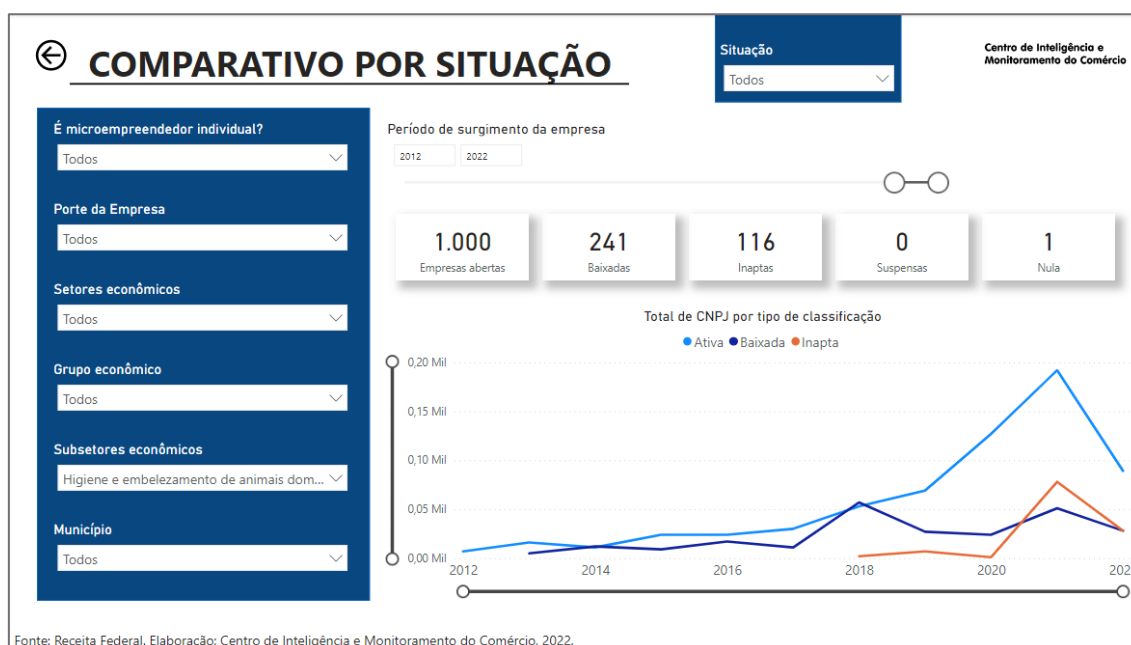 COMPARATIVO POR SITUAÇÃO
Situação
Todos
Centro de Inteligência e
Monitoramento do Comércio
É microempreendedor individual?
Todos
Porte da Empresa
Todos
Setores econômicos
Todos
Grupo econômico
Todos
Subsetores econômicos
Higiene e embelezamento de animais dom...
Município
Todos
Período de surgimento da empresa
2012 2022
1.000 241 116 0 1
Empresas abertas Baixadas Inaptas Suspensas Nula
Total de CNPJ por tipo de classificação
Ativa Baixada Inapta
0,20 Mil
0,15 Mil
0,10 Mil
0,05 Mil
0,00 Mil
2012 2014 2016 2018 2020 202
Fonte: Receita Federal. Elaboração: Centro de Inteligência e Monitoramento do Comércio. 2022.